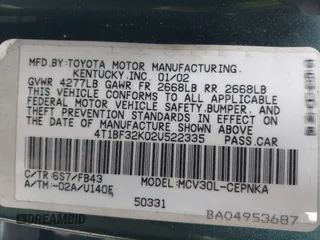 MFD.BY:TOYOTA MOTOR MANUFACTURING.
KENTUCKY,INC. 01/02
GVWR 4277LB GAWR FR 2668LB RR 2668LB
THIS VEHICLE CONFORMS TO ALL APPLICABLE
FEDERAL MOTOR VEHICLE SAFETY,BUMPER, AND
THEFT PREVENTION STANDARDS IN EFFECT ON
THE DATE OF MANUFACTURE SHOWN ABOVE.
4T1BF32K02U522335 PASS.CAR
C/TR:6S7/FB43 MODEL:MCV30L-CEPNKA
A/TM:-02A/U140E
50331
BA04953687
DREAMBID